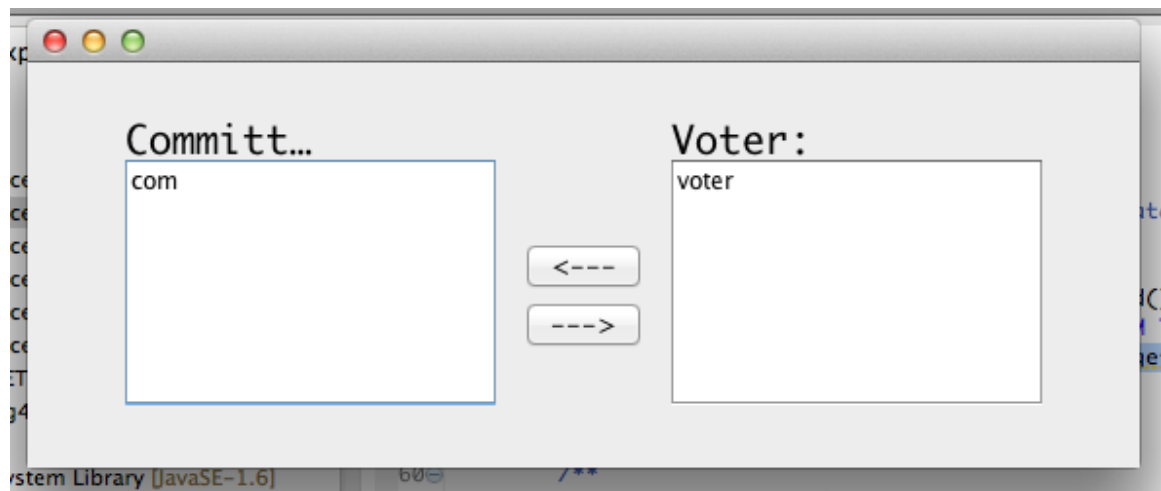 Committ…
Voter:
com
voter
<---
--->
ystem Library [JavaSE-1.6]
60
/**